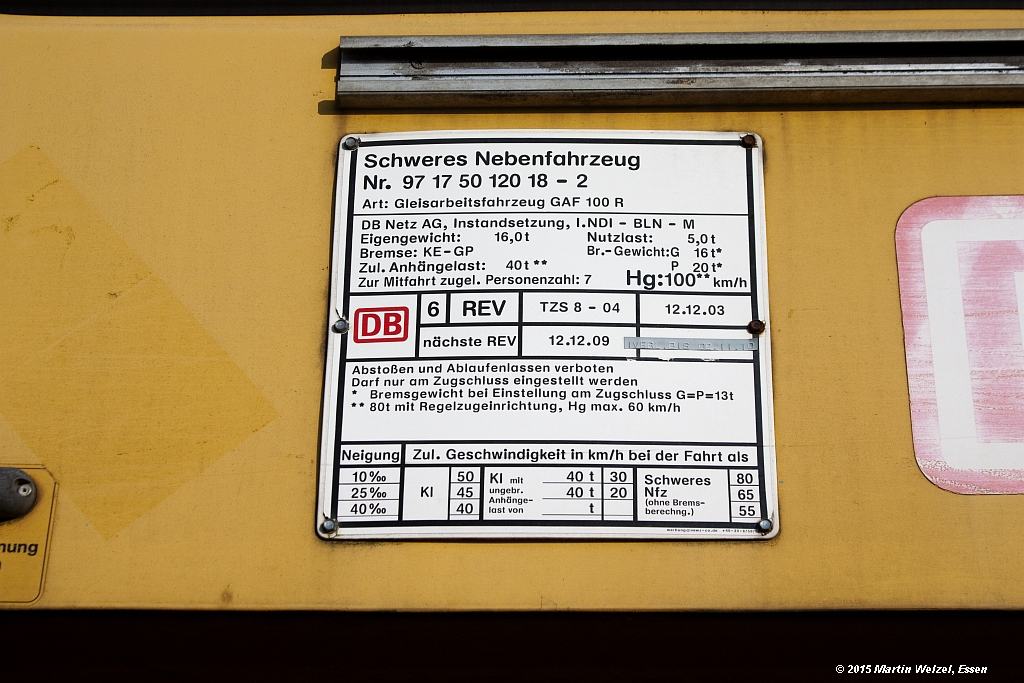 Schweres Nebenfahrzeug
Nr. 97 17 50 120 18 - 2
Art: Gleisarbeitsfahrzeug GAF 100 R
DB Netz AG, Instandsetzung, I.NDI - BLN - M
Eigengewicht: 16,0t Nutzlast: 5,0t
Bremse: KE-GP Br.-Gewicht:G 16t*
Zul. Anhängelast: 40t** P 20t*
Zur Mitfahrt zugel. Personenzahl: 7 Hg:100** km/h
DB 6 REV TZS 8 - 04 12.12.03
nächste REV 12.12.09
Abstoßen und Ablaufenlassen verboten
Darf nur am Zugschluss eingestellt werden
* Bremsgewicht bei Einstellung am Zugschluss G=P=13t
** 80t mit Regelzugeinrichtung, Hg max. 60 km/h
Neigung Zul. Geschwindigkeit in km/h bei der Fahrt als
10‰ 50 Kl mit 40 t 30 Schweres 80
25‰ Kl 45 ungebr. Anhänge- 40 t 20 Nfz 65
40‰ 40 last von t (ohne Brems-berechng.) 55
nung
© 2015 Martin Welzel, Essen